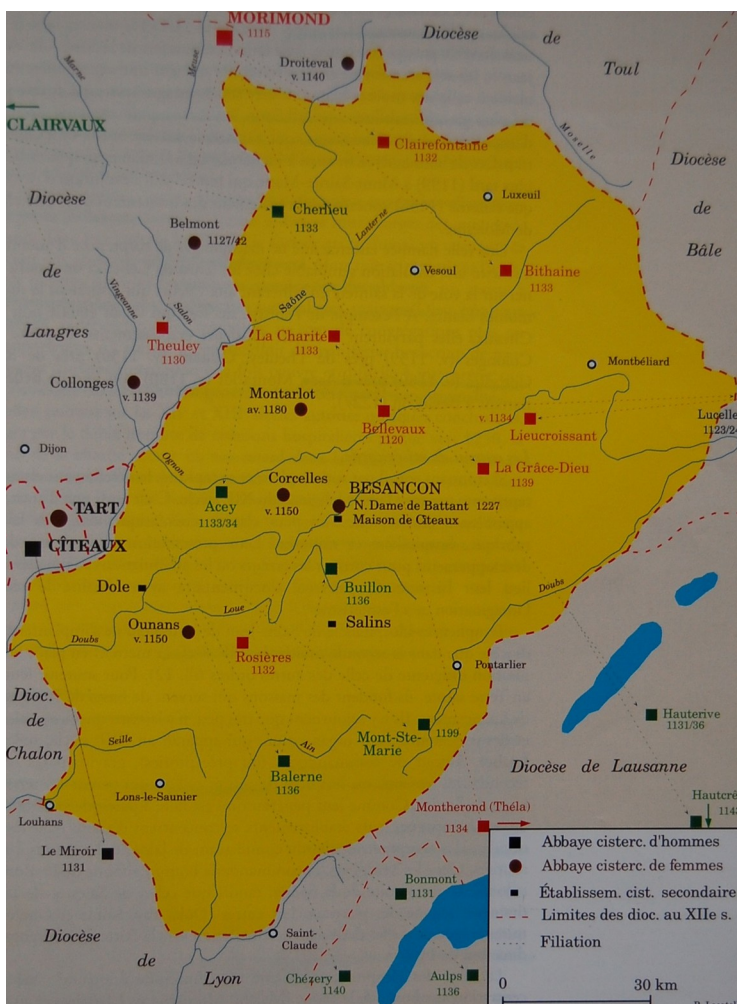 MORIMOND
1115
Diocèse
de
Toul
Droiteval
v. 1140
Marne
Meuse
Moselle
CLAIRVAUX
Clairefontaine
1132
Diocèse
de
Bâle
Diocèse
de
Langres
Luxeuil
Cherlieu
1133
Lanterne
Belmont
1127/42
Vesoul
Bithaine
1133
Vingeanne
Salon
Saône
Theuley
1130
La Charité
1133
Montbéliard
Collonges
v. 1139
Montarlot
av. 1180
Bellevaux
1120
v. 1134
Lieucroissant
Lucelle
1123/24
Dijon
Ognon
La Grâce-Dieu
1139
Corcelles
v. 1150
BESANCON
N. Dame de Battant 1227
Maison de Cîteaux
Acey
1133/34
TART
CÎTEAUX
Buillon
1136
Dole
Loue
Doubs
Doubs
Salins
Ounans
v. 1150
Rosières
1132
Pontarlier
Dioc.
de
Chalon
Hauterive
1131/36
Mont-Ste-
Marie
1199
Seille
Ain
Balerne
1136
Diocèse de Lausanne
Lons-le-Saunier
Louhans
Montherond (Théla)
1134
Le Miroir
1131
Bonmont
1131
Saint-
Claude
Diocèse
de
Lyon
Chézery
1140
Aulps
1136
Abbaye cisterc. d'hommes
Abbaye cisterc. de femmes
Établissem. cist. secondaire
Limites des dioc. au XIIe s.
Filiation
0 30 km